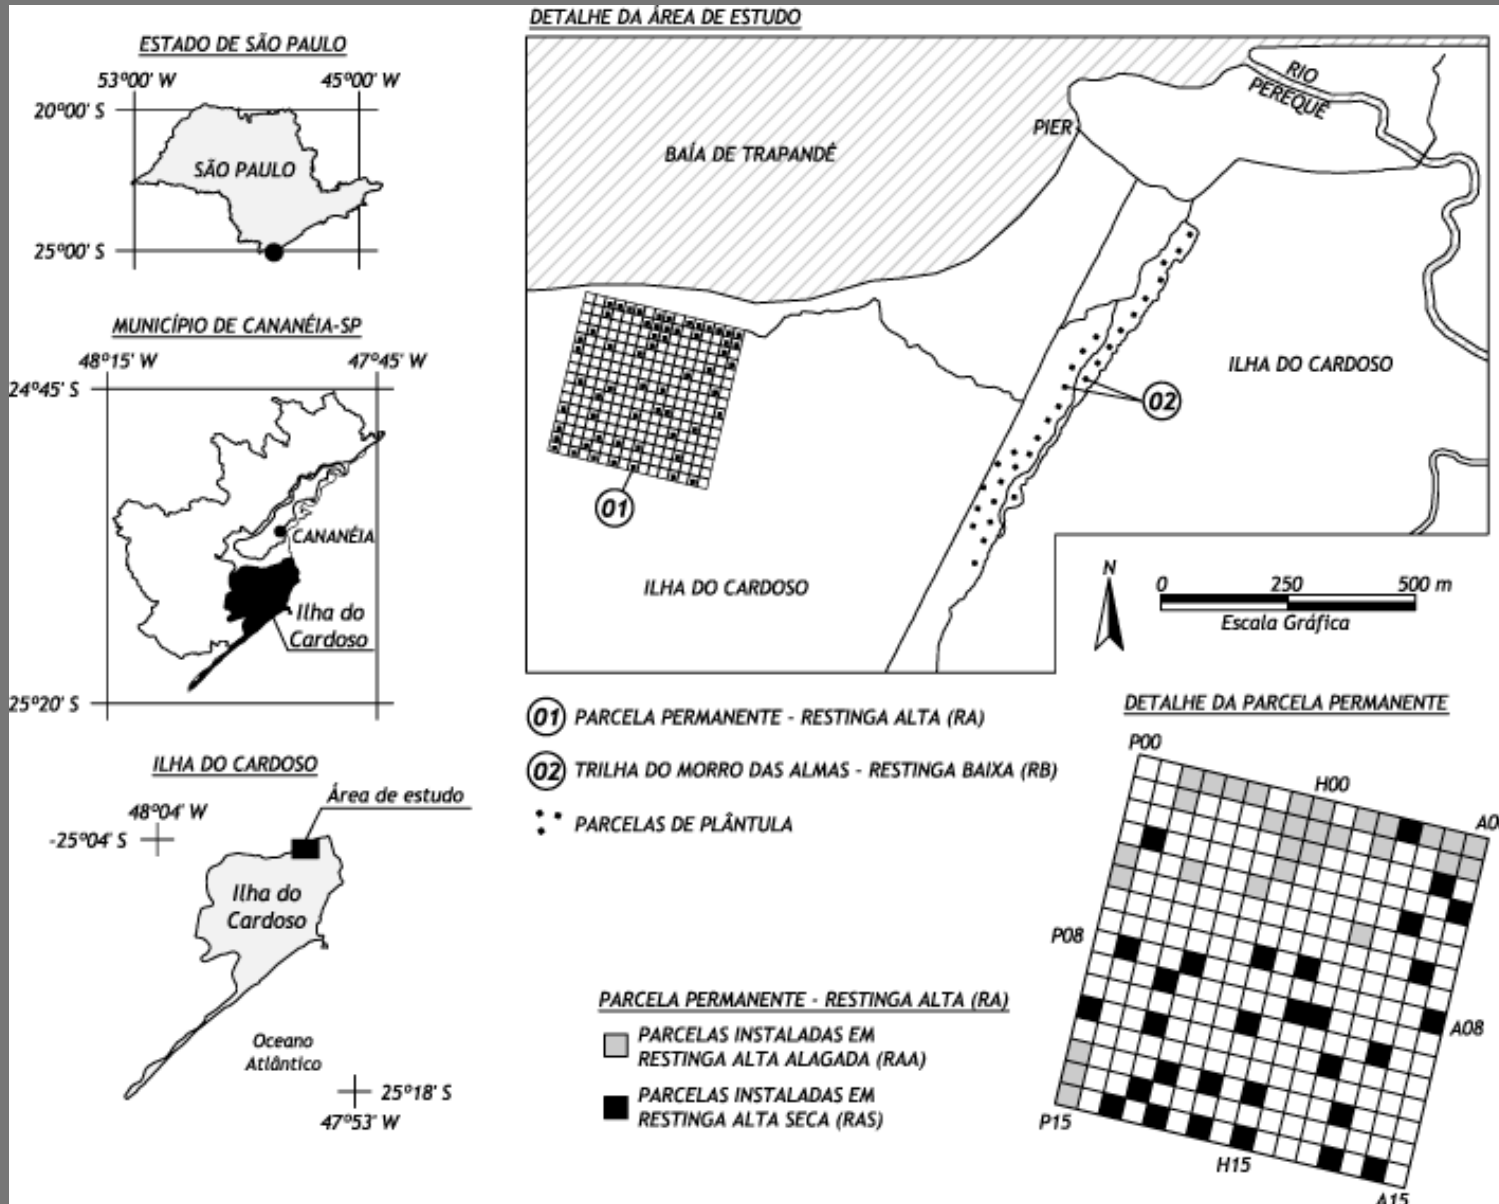 ESTADO DE SÃO PAULO
53º00' W
45º00' W
20º00' S
SÃO PAULO
25º00' S
MUNICÍPIO DE CANANÉIA-SP
48º15' W
47º45' W
24º45' S
CANANÉIA
Ilha do
Cardoso
25º20' S
ILHA DO CARDOSO
Área de estudo
48º04' W
-25º04' S
Ilha do
Cardoso
Oceano
Atlântico
25º18' S
47º53' W
DETALHE DA ÁREA DE ESTUDO
RIO
PEREQUÊ
PIER
BAÍA DE TRAPANDÊ
ILHA DO CARDOSO
02
01
ILHA DO CARDOSO
N
0 250 500 m
Escala Gráfica
01 PARCELA PERMANENTE - RESTINGA ALTA (RA)
02 TRILHA DO MORRO DAS ALMAS - RESTINGA BAIXA (RB)
PARCELAS DE PLÂNTULA
PARCELA PERMANENTE - RESTINGA ALTA (RA)
PARCELAS INSTALADAS EM
RESTINGA ALTA ALAGADA (RAA)
PARCELAS INSTALADAS EM
RESTINGA ALTA SECA (RAS)
DETALHE DA PARCELA PERMANENTE
P00
H00
P08
A08
P15
H15
A15